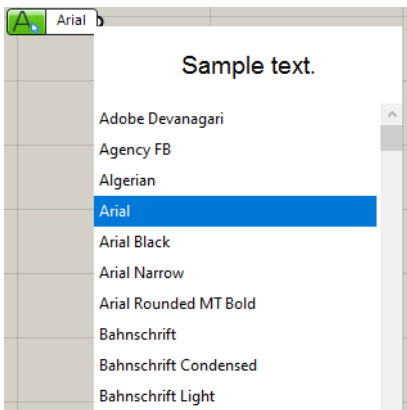 A Arial
Sample text.
Adobe Devanagari
Agency FB
Algerian
Arial
Arial Black
Arial Narrow
Arial Rounded MT Bold
Bahnschrift
Bahnschrift Condensed
Bahnschrift Light